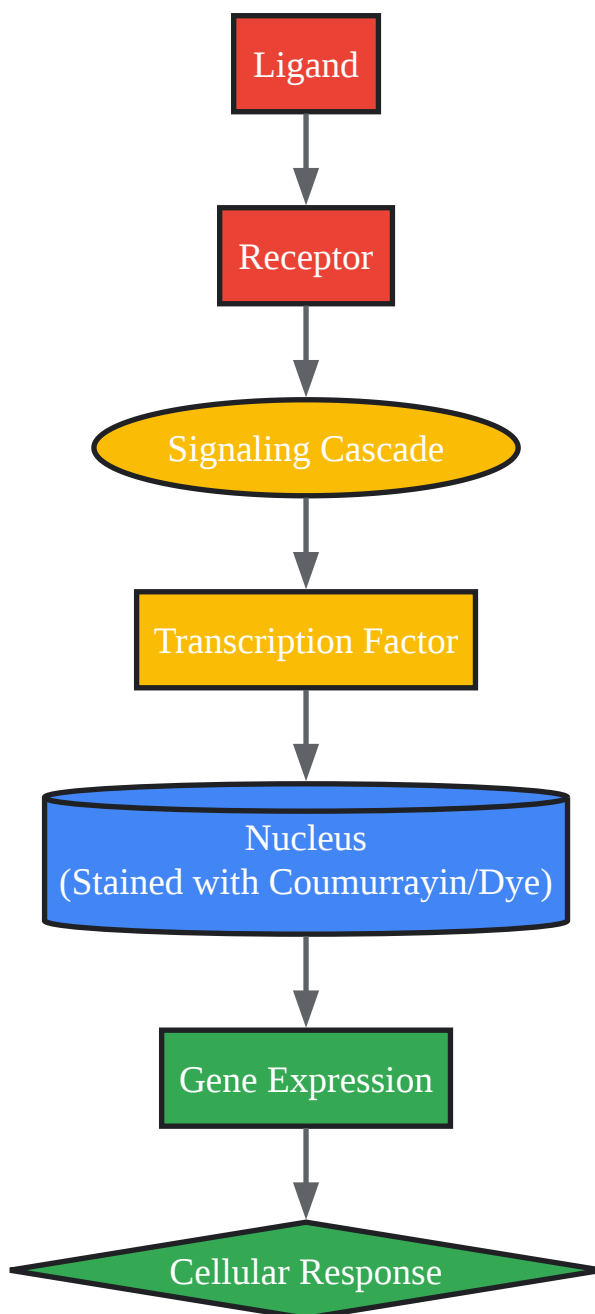 Ligand
Receptor
Signaling Cascade
Transcription Factor
Nucleus
(Stained with Coumurrayin/Dye)
Gene Expression
Cellular Response